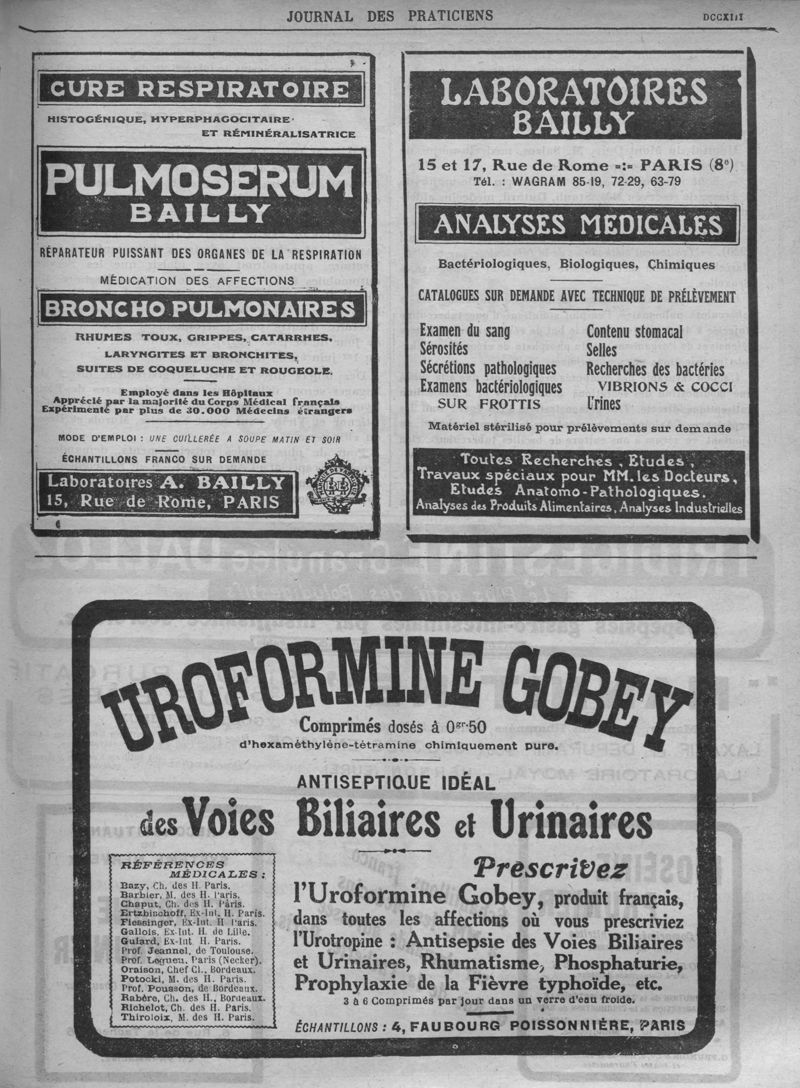 JOURNAL DES PRATICIENS
CURE RESPIRATOIRE
HISTOGÉNIQUE, HYPERPHAGOCITAIRE
ET RÉMINÉRALISATRICE
PULMOSERUM
BAILLY
RÉPARATEUR PUISSANT DES ORGANES DE LA RESPIRATION
MÉDICATION DES AFFECTIONS
BRONCHO PULMONAIRES
RHUMES TOUX, GRIPPES, CATARRHES,
LARYNGITES ET BRONCHITES,
SUITES DE COQUELUCHE ET ROUGEOLE.
Employé dans les Hôpitaux
Apprécié par la majorité du Corps Médical français
Expérimenté par plus de 30.000 Médecins étrangers
MODE D'EMPLOI : UNE CUILLERÉE A SOUPE MATIN ET SOIR
ÉCHANTILLONS FRANCO SUR DEMANDE
Laboratoires A. BAILLY
15, Rue de Rome, PARIS
LABORATOIRES
BAILLY
15 et 17, Rue de Rome -:- PARIS (8e)
Tél. : WAGRAM 85-19, 72-29, 63-79
ANALYSES MEDICALES
Bactériologiques, Biologiques, Chimiques
CATALOGUES SUR DEMANDE AVEC TECHNIQUE DE PRÉLÈVEMENT
Examen du sang
Sérosités
Sécrétions pathologiques
Examens bactériologiques
SUR FROTTIS
Contenu stomacal
Selles
Recherches des bactéries
VIBRIONS & COCCI
Urines
Matériel stérilisé pour prélèvements sur demande
Toutes Recherches, Etudes,
Travaux spéciaux pour MM. les Docteurs,
Etudes Anatomo-Pathologiques.
Analyses des Produits Alimentaires, Analyses Industrielles
UROFORMINE GOBEY
Comprimés dosés à 0gr.50
d'hexaméthylène-tétramine chimiquement pure.
ANTISEPTIQUE IDÉAL
des Voies Biliaires et Urinaires
RÉFÉRENCES
MÉDICALES :
Bazy, Ch. des H. Paris.
Barbier, M. des H. Paris.
Chaput, Ch. des H. Paris.
Ertzbischoff, Ex-Int. H. Paris.
Fiessinger, Ex-Int. H. Paris.
Gallois, Ex-Int. H. de Lille.
Guiard, Ex-Int H. Paris.
Prof. Jeannel, de Toulouse.
Prof. Legueu, Paris (Necker).
Oraison, Chef Cl., Bordeaux.
Potocki, M. des H. Paris.
Prof. Pousson, de Bordeaux.
Rabère, Ch. des H., Bordeaux.
Richelot, Ch. des H. Paris.
Thiroloix, M. des H. Paris.
Prescrivez
l'Uroformine Gobey, produit français,
dans toutes les affections où vous prescriviez
l'Urotropine : Antisepsie des Voies Biliaires
et Urinaires, Rhumatisme, Phosphaturie,
Prophylaxie de la Fièvre typhoïde, etc.
3 à 6 Comprimés par jour dans un verre d'eau froide.
ÉCHANTILLONS : 4, FAUBOURG POISSONNIÈRE, PARIS